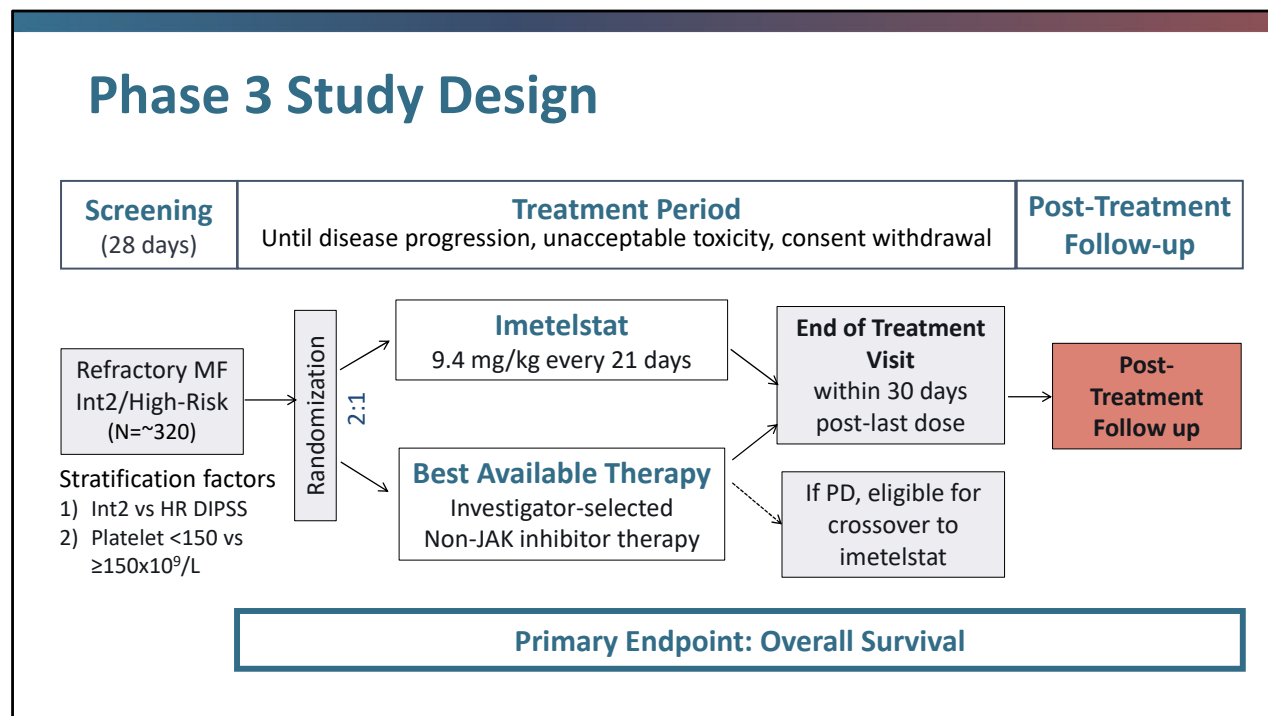 Phase 3 Study Design
Screening
(28 days)
Treatment Period
Until disease progression, unacceptable toxicity, consent withdrawal
Post-Treatment
Follow-up
Refractory MF
Int2/High-Risk
(N=~320)
Stratification factors
1) Int2 vs HR DIPSS
2) Platelet <150 vs
≥150x10⁹/L
Randomization
2:1
Imetelstat
9.4 mg/kg every 21 days
Best Available Therapy
Investigator-selected
Non-JAK inhibitor therapy
End of Treatment
Visit
within 30 days
post-last dose
If PD, eligible for
crossover to
imetelstat
Post-
Treatment
Follow up
Primary Endpoint: Overall Survival